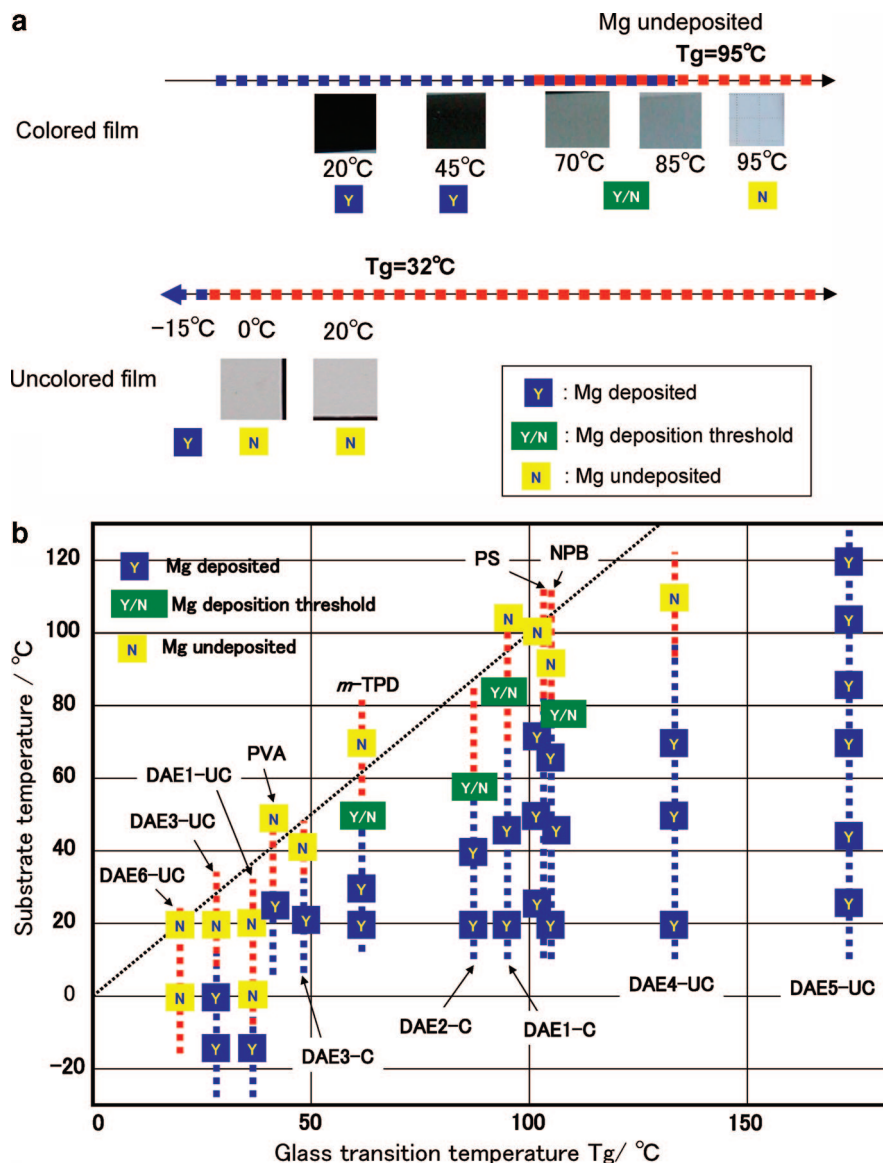 a
Mg undeposited
Tg=95℃
Colored film
20℃ 45℃ 70℃ 85℃ 95℃
Y Y Y/N N
Tg=32℃
−15℃ 0℃ 20℃
Uncolored film
Y N N
Y : Mg deposited
Y/N : Mg deposition threshold
N : Mg undeposited
b
Y Mg deposited
Y/N Mg deposition threshold
N Mg undeposited
Substrate temperature / ℃
120
100
80
60
40
20
0
-20
DAE6-UC
N
N
DAE3-UC
N
Y
Y
DAE1-UC
N
N
Y
PVA
N
Y
DAE3-C
N
Y
m-TPD
N
Y/N
Y
Y
DAE2-C
Y/N
Y
Y
DAE1-C
N
Y/N
Y
Y
PS
N
Y
Y
Y
NPB
N
Y/N
Y
Y
Y
DAE4-UC
N
Y
Y
Y
DAE5-UC
Y
Y
Y
Y
Y
Y
0 50 100 150
Glass transition temperature Tg/ ℃